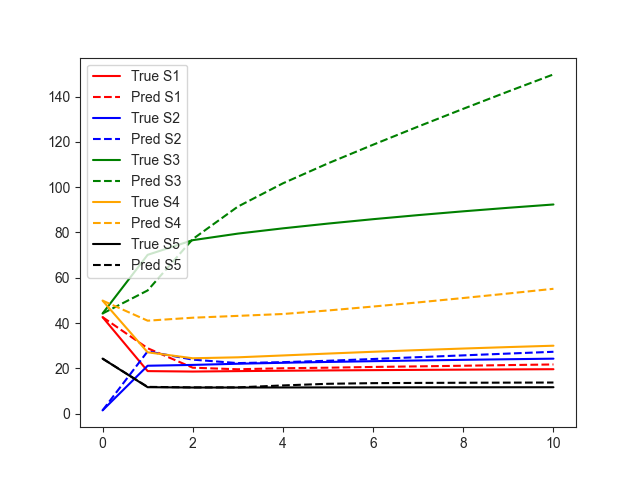 True S1
Pred S1
True S2
Pred S2
True S3
Pred S3
True S4
Pred S4
True S5
Pred S5
140
120
100
80
60
40
20
0
0 2 4 6 8 10